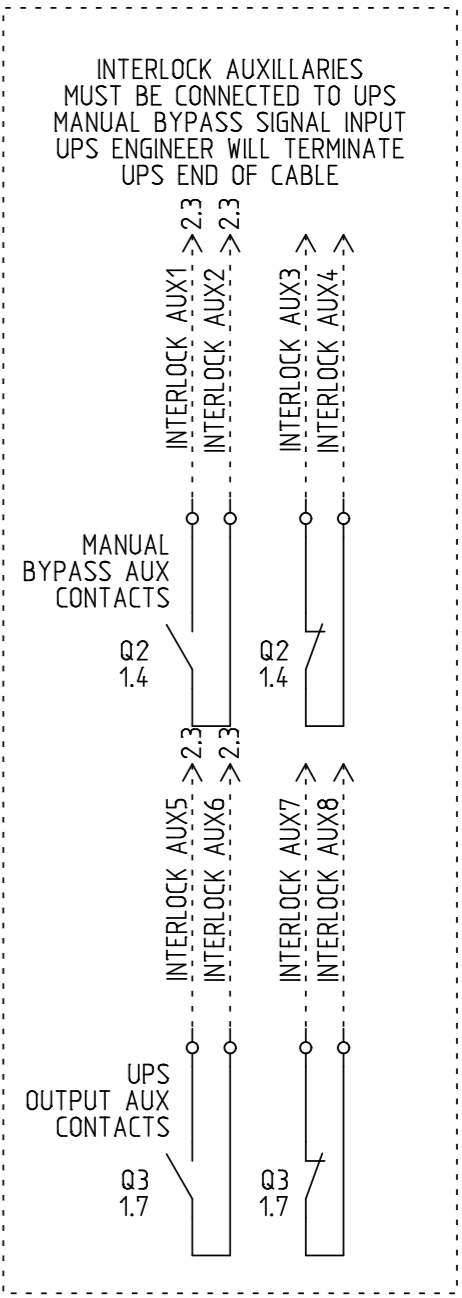 INTERLOCK AUXILLARIES
MUST BE CONNECTED TO UPS
MANUAL BYPASS SIGNAL INPUT
UPS ENGINEER WILL TERMINATE
UPS END OF CABLE
2.3
2.3
INTERLOCK AUX1
INTERLOCK AUX2
INTERLOCK AUX3
INTERLOCK AUX4
MANUAL
BYPASS AUX
CONTACTS
Q2
1.4
Q2
1.4
2.3
2.3
INTERLOCK AUX5
INTERLOCK AUX6
INTERLOCK AUX7
INTERLOCK AUX8
UPS
OUTPUT AUX
CONTACTS
Q3
1.7
Q3
1.7